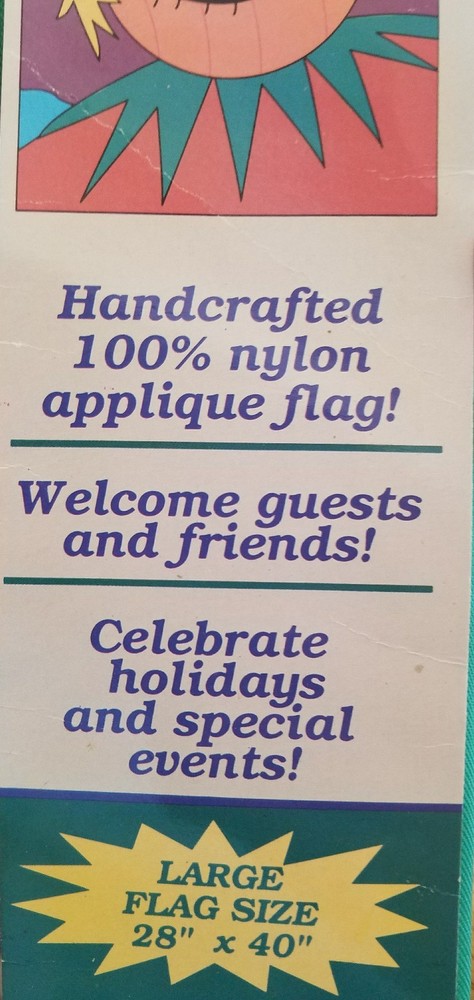 Handcrafted
100% nylon
applique flag!
Welcome guests
and friends!
Celebrate
holidays
and special
events!
LARGE
FLAG SIZE
28" x 40"